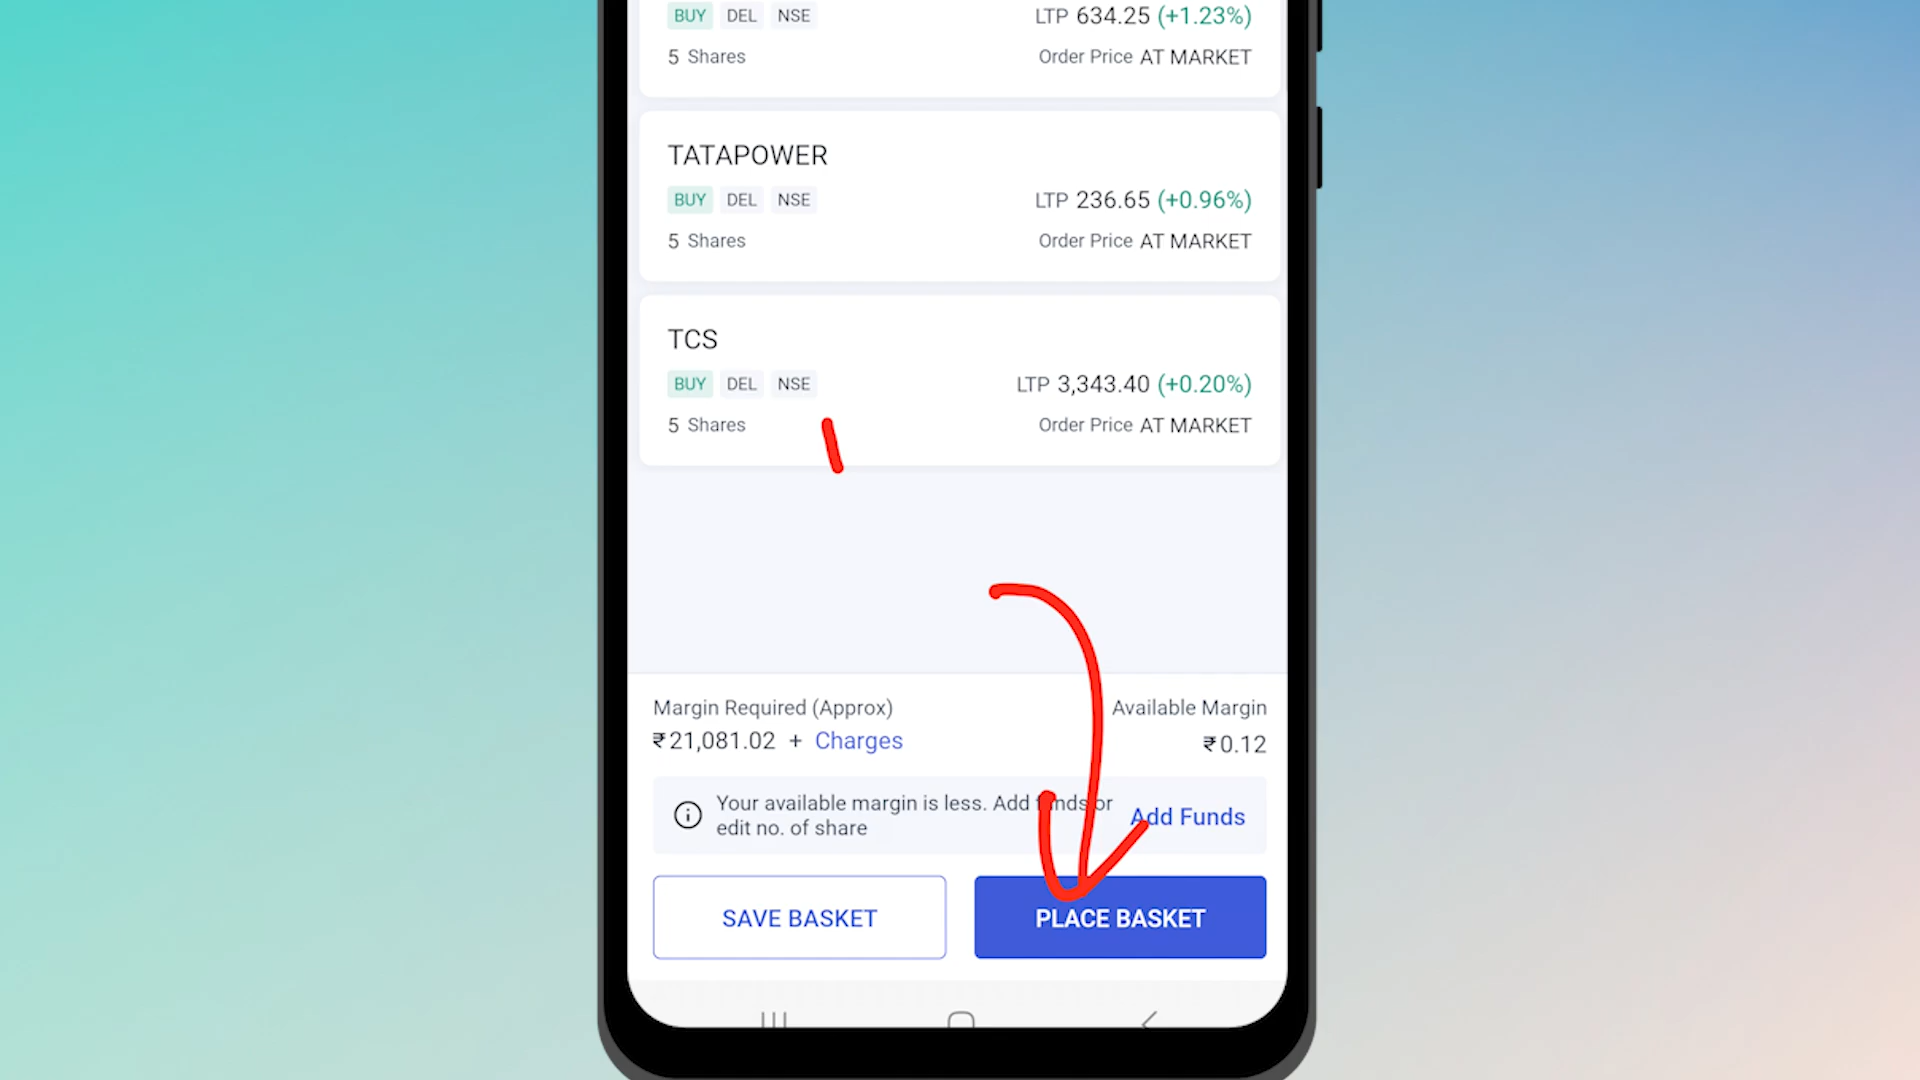 BUY DEL NSE LTP 634.25 (+1.23%)
5 Shares Order Price AT MARKET
TATAPOWER
BUY DEL NSE LTP 236.65 (+0.96%)
5 Shares Order Price AT MARKET
TCS
BUY DEL NSE LTP 3,343.40 (+0.20%)
5 Shares Order Price AT MARKET
Margin Required (Approx) Available Margin
₹21,081.02 + Charges ₹0.12
Your available margin is less. Add funds or
edit no. of share
Add Funds
SAVE BASKET PLACE BASKET